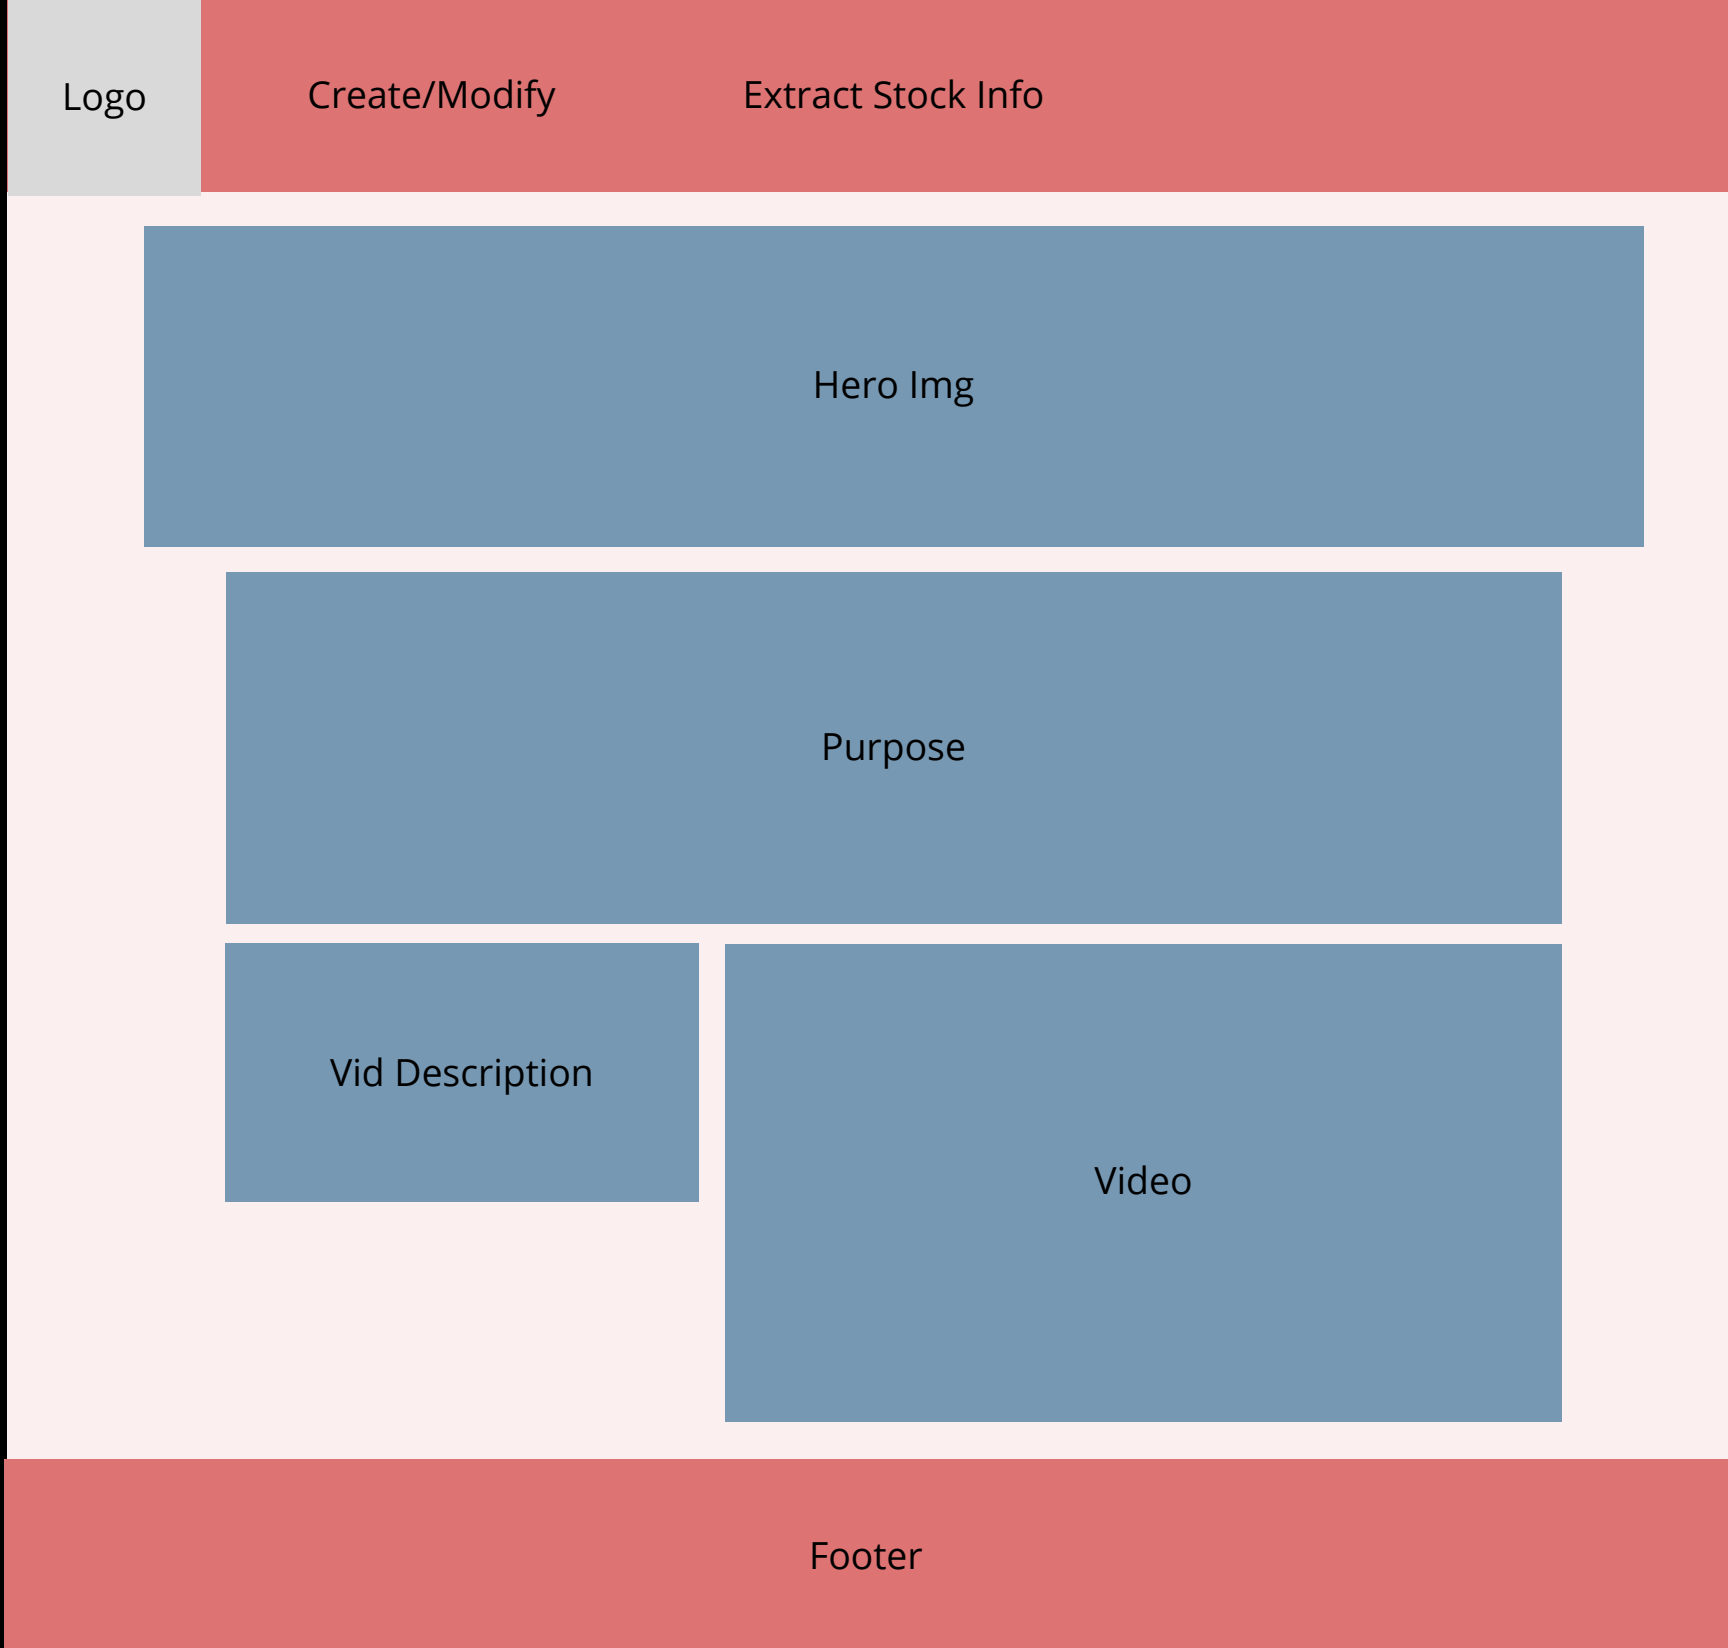 Logo
Create/Modify
Extract Stock Info
Hero Img
Purpose
Vid Description
Video
Footer